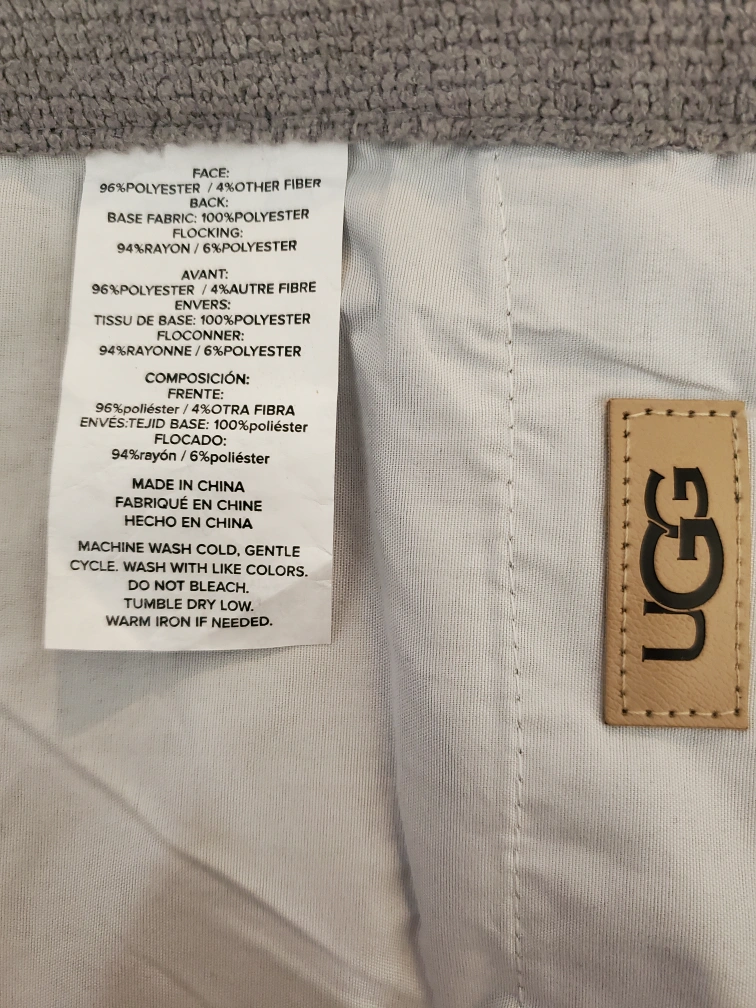 FACE:
96%POLYESTER / 4%OTHER FIBER
BACK:
BASE FABRIC: 100%POLYESTER
FLOCKING:
94%RAYON / 6%POLYESTER
AVANT:
96%POLYESTER / 4%AUTRE FIBRE
ENVERS:
TISSU DE BASE: 100%POLYESTER
FLOCONNER:
94%RAYONNE / 6%POLYESTER
COMPOSICIÓN:
FRENTE:
96%poliéster / 4%OTRA FIBRA
ENVÉS:TEJID BASE: 100%poliéster
FLOCADO:
94%rayón / 6%poliéster
MADE IN CHINA
FABRIQUÉ EN CHINE
HECHO EN CHINA
MACHINE WASH COLD, GENTLE
CYCLE. WASH WITH LIKE COLORS.
DO NOT BLEACH.
TUMBLE DRY LOW.
WARM IRON IF NEEDED.
UGG